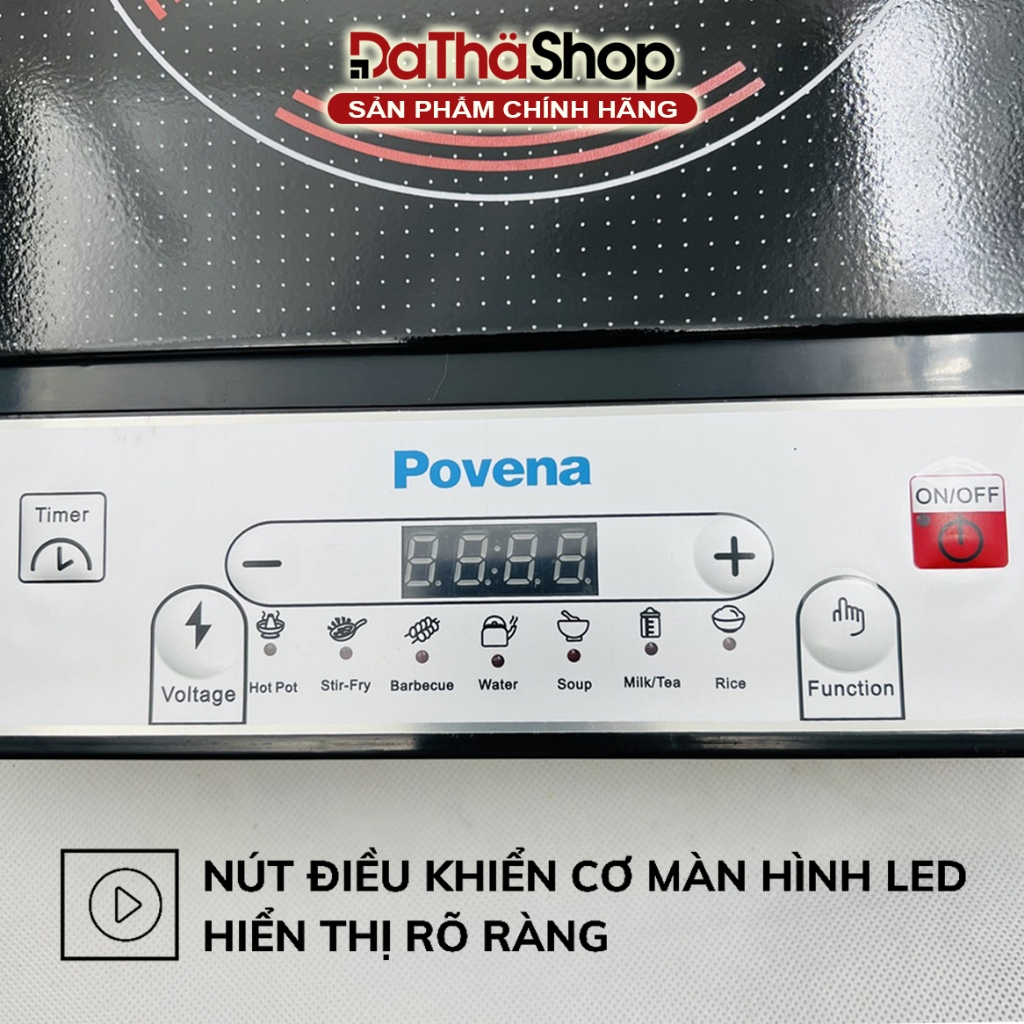 DaThäShop
SẢN PHẨM CHÍNH HÃNG
Povena
Timer
ON/OFF
Voltage
Hot Pot
Stir-Fry
Barbecue
Water
Soup
Milk/Tea
Rice
Function
NÚT ĐIỀU KHIỂN CƠ MÀN HÌNH LED
HIỂN THỊ RÕ RÀNG